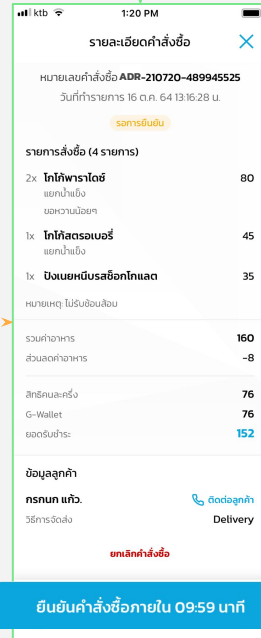 ktb 1:20 PM
รายละเอียดคำสั่งซื้อ
หมายเลขคำสั่งซื้อ ADR-210720-489945525
วันที่ทำรายการ 16 ต.ค. 64 13:16:28 น.
รอการยืนยัน
รายการสั่งซื้อ (4 รายการ)
2x โกโก้พาราไดซ์ 80
แยกน้ำแข็ง
ขอหวานน้อยๆ
1x โกโก้สตรอเบอรี่ 45
แยกน้ำแข็ง
1x ปังเนยหนึบรสช็อกโกแลต 35
หมายเหตุ: ไม่รับช้อนส้อม
รวมค่าอาหาร 160
ส่วนลดค่าอาหาร -8
สิทธิคนละครึ่ง 76
G-Wallet 76
ยอดรับชำระ 152
ข้อมูลลูกค้า
กรกนก แก้ว. ติดต่อลูกค้า
วิธีการจัดส่ง Delivery
ยกเลิกคำสั่งซื้อ
ยืนยันคำสั่งซื้อภายใน 09:59 นาที